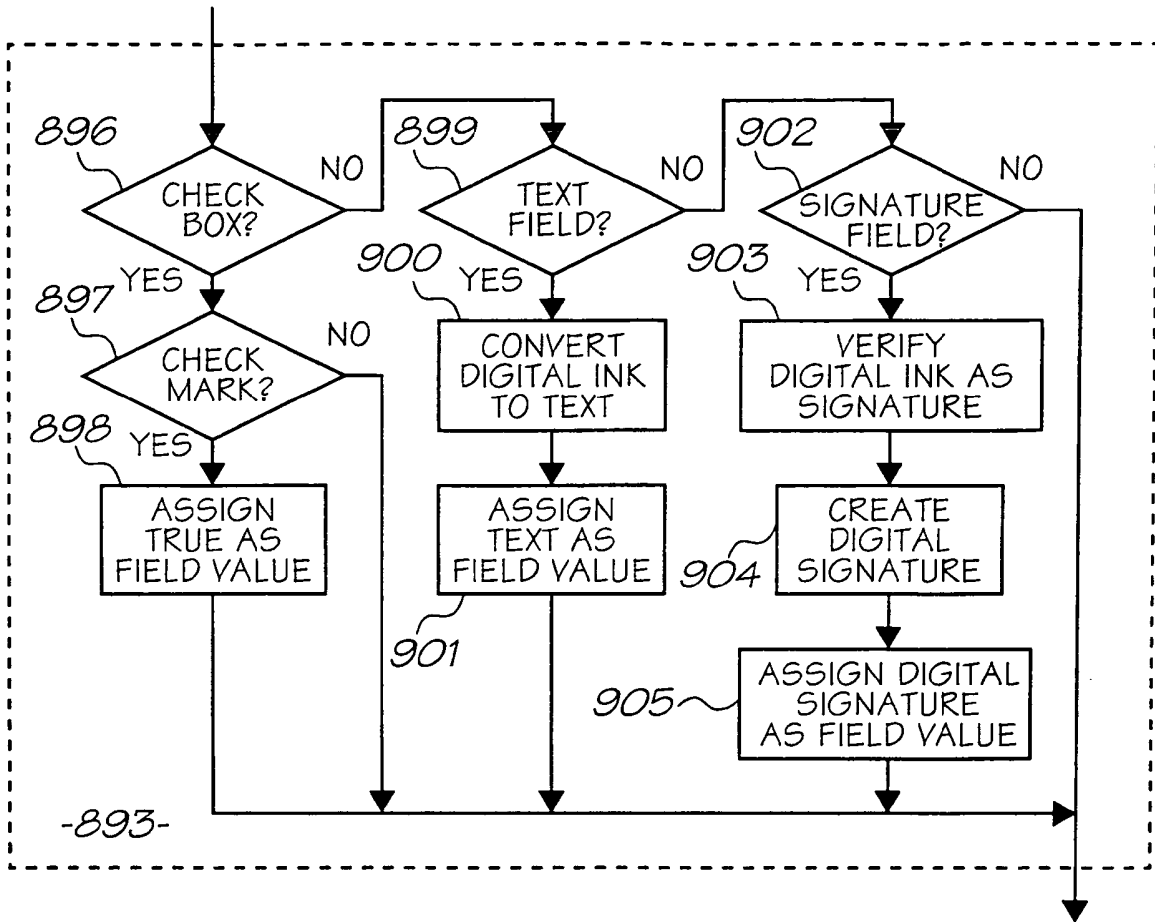 896
CHECK
BOX?
NO
YES
897
CHECK
MARK?
NO
YES
898
ASSIGN
TRUE AS
FIELD VALUE
899
TEXT
FIELD?
NO
YES
900
CONVERT
DIGITAL INK
TO TEXT
ASSIGN
TEXT AS
FIELD VALUE
901
902
SIGNATURE
FIELD?
NO
YES
903
VERIFY
DIGITAL INK AS
SIGNATURE
CREATE
DIGITAL
SIGNATURE
904
ASSIGN DIGITAL
SIGNATURE
AS FIELD VALUE
905
-893-